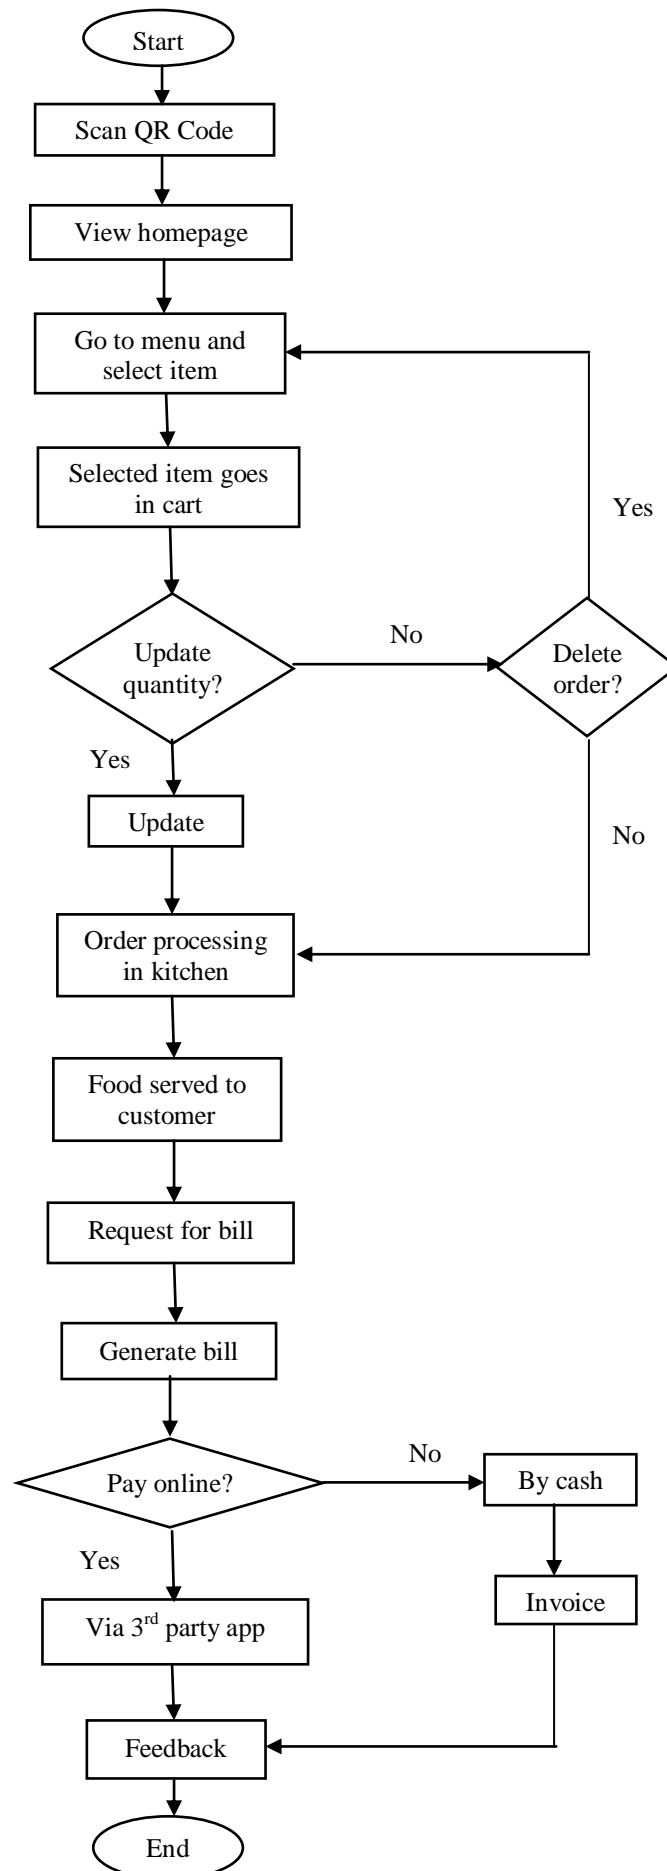 Start
Scan QR Code
View homepage
Go to menu and
select item
Selected item goes
in cart
Yes
Update
quantity?
No
Delete
order?
Yes
Update
No
Order processing
in kitchen
Food served to
customer
Request for bill
Generate bill
Pay online?
No
By cash
Yes
Invoice
Via 3rd party app
Feedback
End